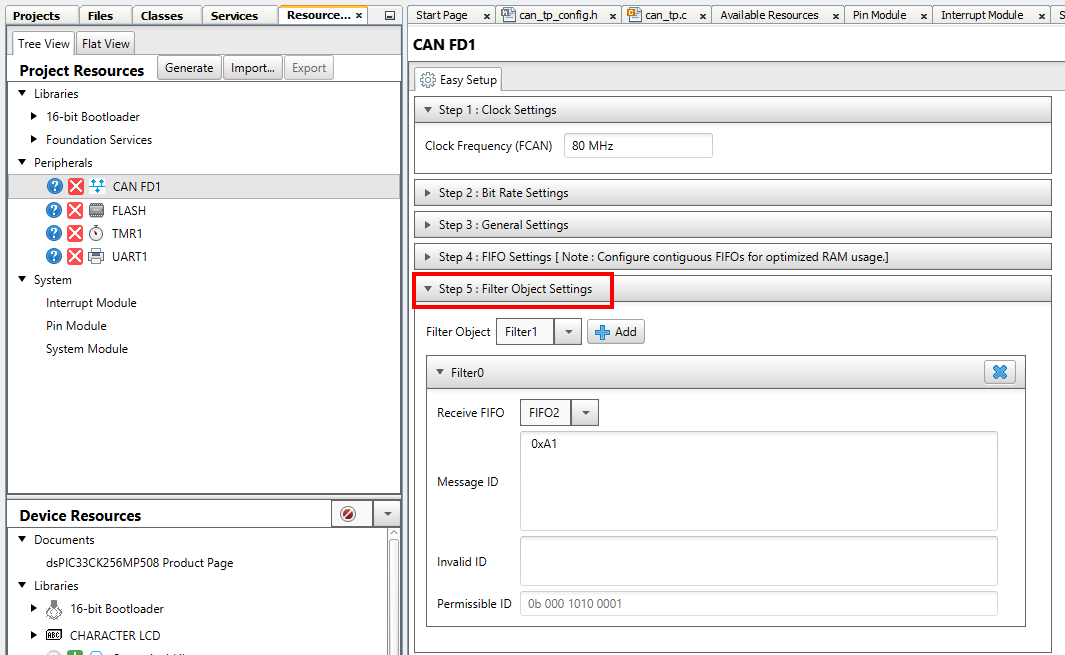 Projects Files Classes Services Resource... ×
Tree View Flat View
Project Resources Generate Import... Export
Libraries
16-bit Bootloader
Foundation Services
Peripherals
CAN FD1
FLASH
TMR1
UART1
System
Interrupt Module
Pin Module
System Module
Device Resources
Documents
dsPIC33CK256MP508 Product Page
Libraries
16-bit Bootloader
ABC CHARACTER LCD
Start Page × can_tp_config.h × can_tp.c × Available Resources × Pin Module × Interrupt Module × S
CAN FD1
Easy Setup
Step 1 : Clock Settings
Clock Frequency (FCAN) 80 MHz
Step 2 : Bit Rate Settings
Step 3 : General Settings
Step 4 : FIFO Settings [ Note : Configure contiguous FIFOs for optimized RAM usage.]
Step 5 : Filter Object Settings
Filter Object Filter1 Add
Filter0
Receive FIFO FIFO2
Message ID 0xA1
Invalid ID
Permissible ID 0b 000 1010 0001